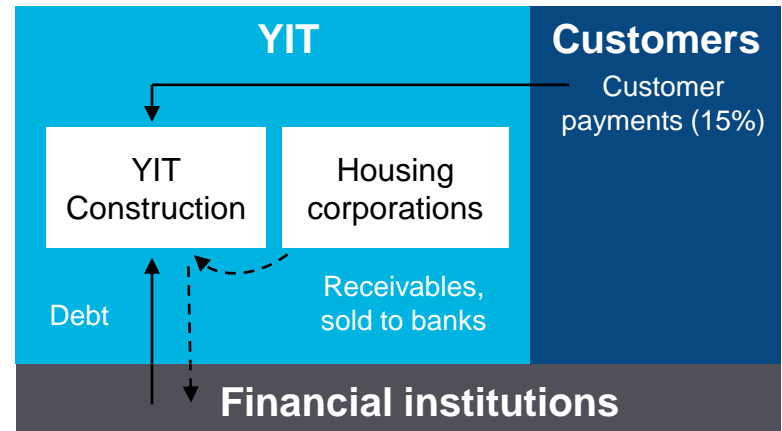 YIT
Customers
Customer
payments (15%)
YIT
Construction
Housing
corporations
Debt
Receivables,
sold to banks
Financial institutions